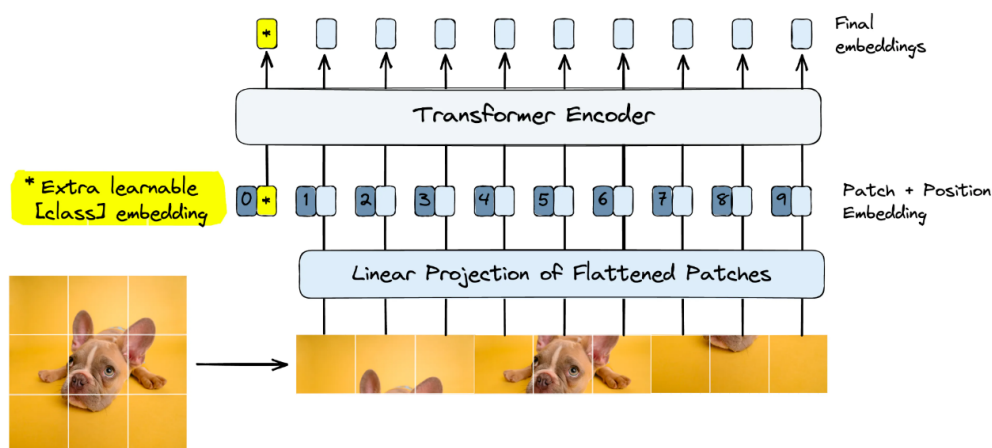 *
Final
embeddings
Transformer Encoder
* Extra learnable
[class] embedding
0 * 1 2 3 4 5 6 7 8 9
Patch + Position
Embedding
Linear Projection of Flattened Patches